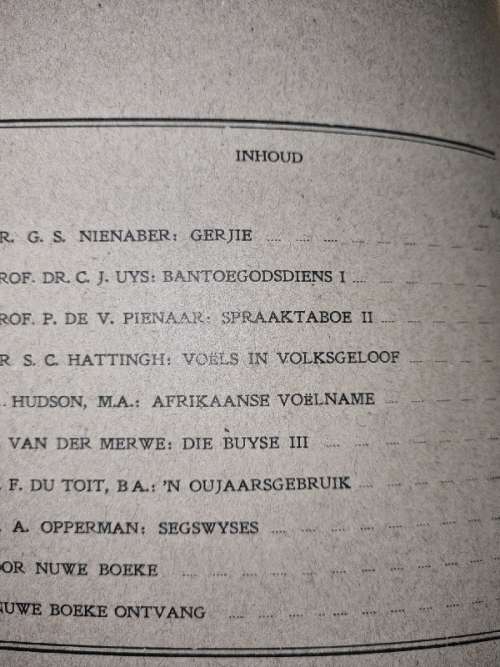 INHOUD
R. G. S. NIENABER: GERJIE
ROF. DR. C. J. UYS: BANTOEGODSDIENS I
ROF. P. DE V. PIENAAR: SPRAAKTABOE II
R S. C. HATTINGH: VOËLS IN VOLKSGELOOF
. HUDSON, M.A.: AFRIKAANSE VOËLNAME
VAN DER MERWE: DIE BUYSE III
. F. DU TOIT, B A.: 'N OUJAARSGEBRUIK
. A. OPPERMAN: SEGSWYSES
OOR NUWE BOEKE
NUWE BOEKE ONTVANG